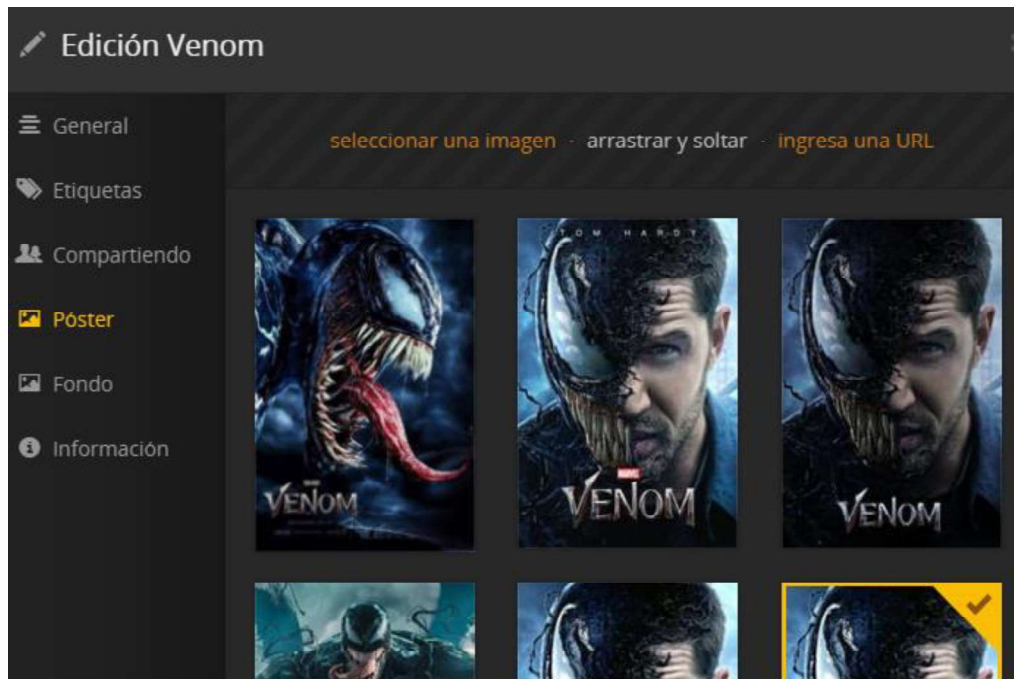 Edición Venom
General
Etiquetas
Compartiendo
Póster
Fondo
Información
seleccionar una imagen · arrastrar y soltar · ingresa una URL
VENOM
TOM HARDY
MARVEL
VENOM
VENOM